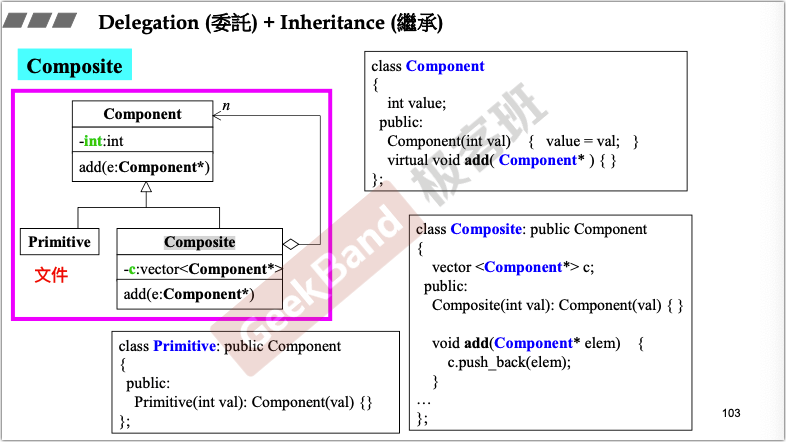 Delegation (委託) + Inheritance (繼承)
Composite
Component
-int:int
add(e:Component*)
n
Primitive
文件
Composite
-c:vector<Component*>
add(e:Component*)
class Component
{
int value;
public:
Component(int val) { value = val; }
virtual void add( Component* ) { }
};
class Composite: public Component
{
vector <Component*> c;
public:
Composite(int val): Component(val) { }
void add(Component* elem) {
c.push_back(elem);
}
…
};
class Primitive: public Component
{
public:
Primitive(int val): Component(val) {}
};
GeekBand 极客班
103